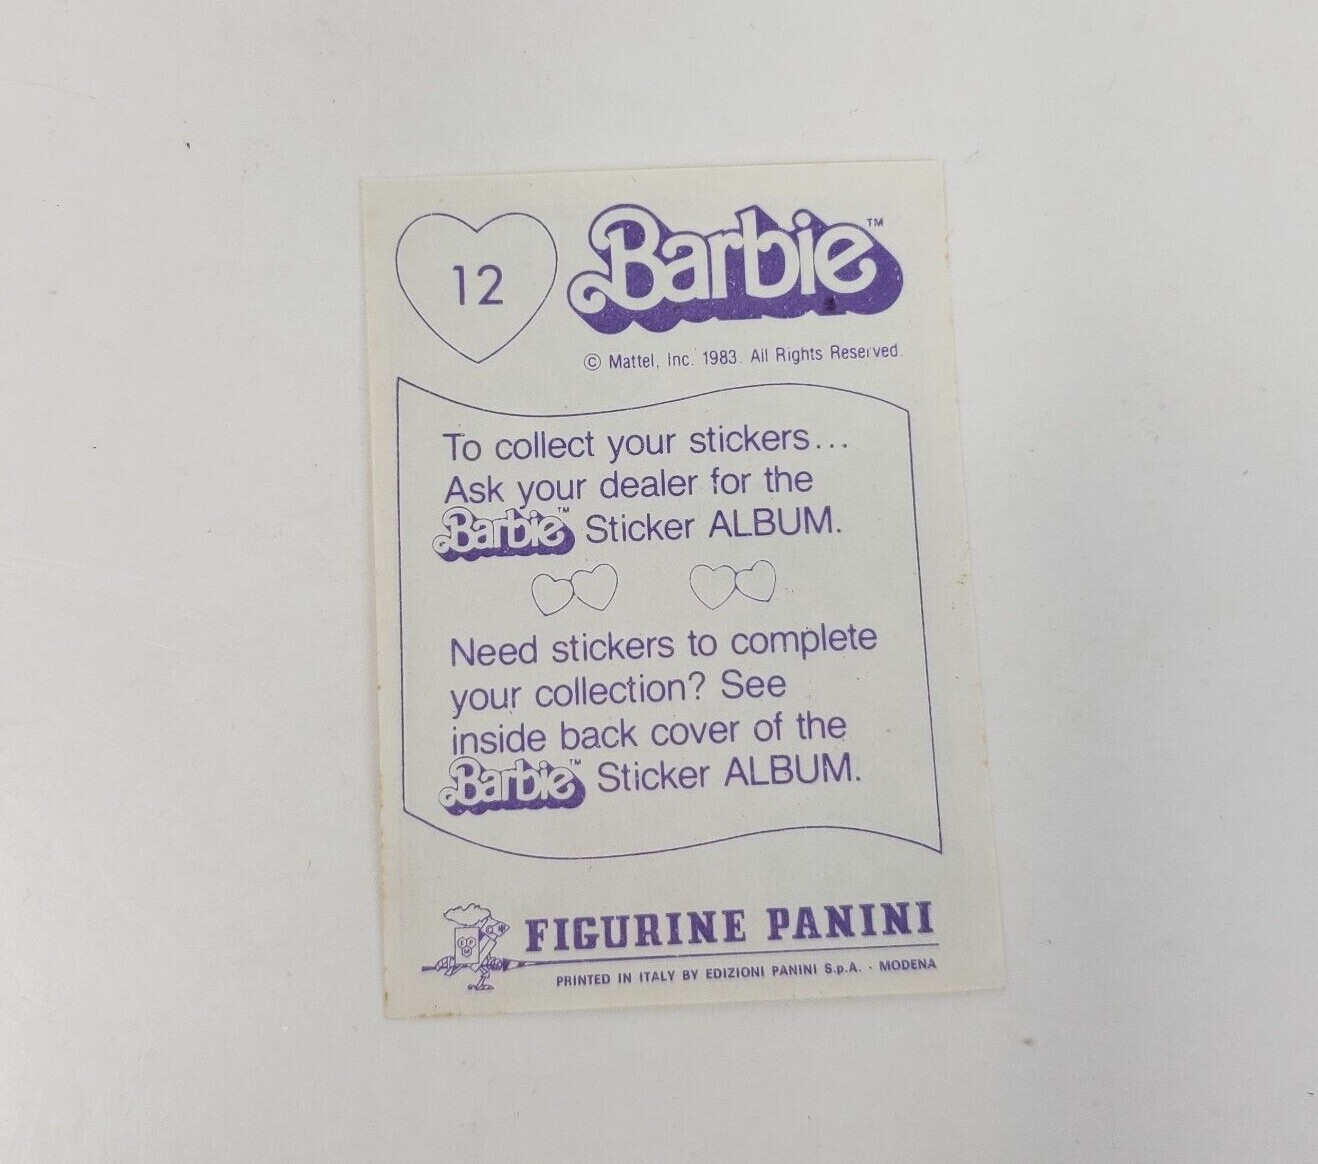 12
Barbie™
© Mattel, Inc. 1983. All Rights Reserved.
To collect your stickers...
Ask your dealer for the
Barbie™ Sticker ALBUM.
Need stickers to complete
your collection? See
inside back cover of the
Barbie™ Sticker ALBUM.
FIGURINE PANINI
PRINTED IN ITALY BY EDIZIONI PANINI S.p.A. · MODENA